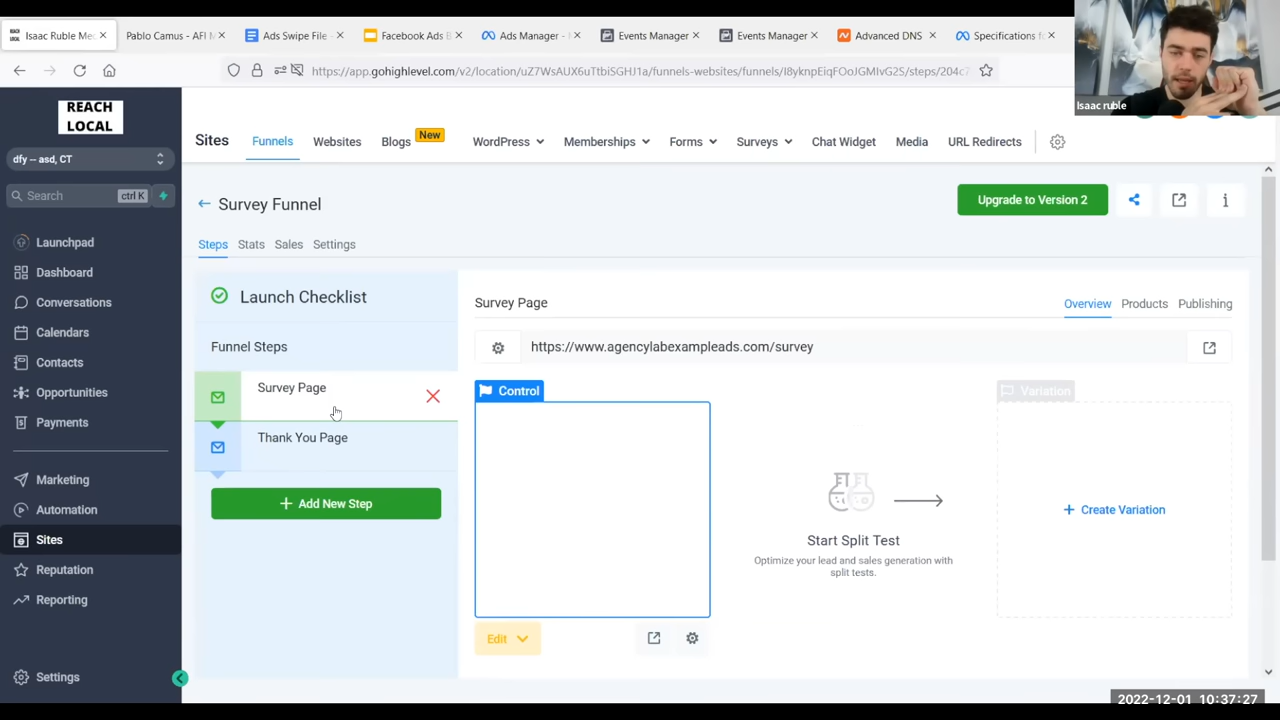 Isaac Ruble Me
Pablo Camus - AFI M
Ads Swipe File -
Facebook Ads B
Ads Manager -
Events Manager
Events Manager
Advanced DNS
Specifications fo
https://app.gohighlevel.com/v2/location/uZ7WsAUX6uTtbiSGHJ1a/funnels-websites/funnels/I8yknpEiqFOoJGMIvG2S/steps/204c7
Isaac ruble
REACH
LOCAL
dfy -- asd, CT
Search
ctrl K
Launchpad
Dashboard
Conversations
Calendars
Contacts
Opportunities
Payments
Marketing
Automation
Sites
Reputation
Reporting
Settings
Sites
Funnels
Websites
Blogs
New
WordPress
Memberships
Forms
Surveys
Chat Widget
Media
URL Redirects
Survey Funnel
Upgrade to Version 2
Steps
Stats
Sales
Settings
Launch Checklist
Funnel Steps
Survey Page
Thank You Page
+ Add New Step
Survey Page
Overview
Products
Publishing
https://www.agencylabexampleads.com/survey
Control
Variation
Start Split Test
Optimize your lead and sales generation with
split tests.
+ Create Variation
Edit
2022-12-01 10:37:27